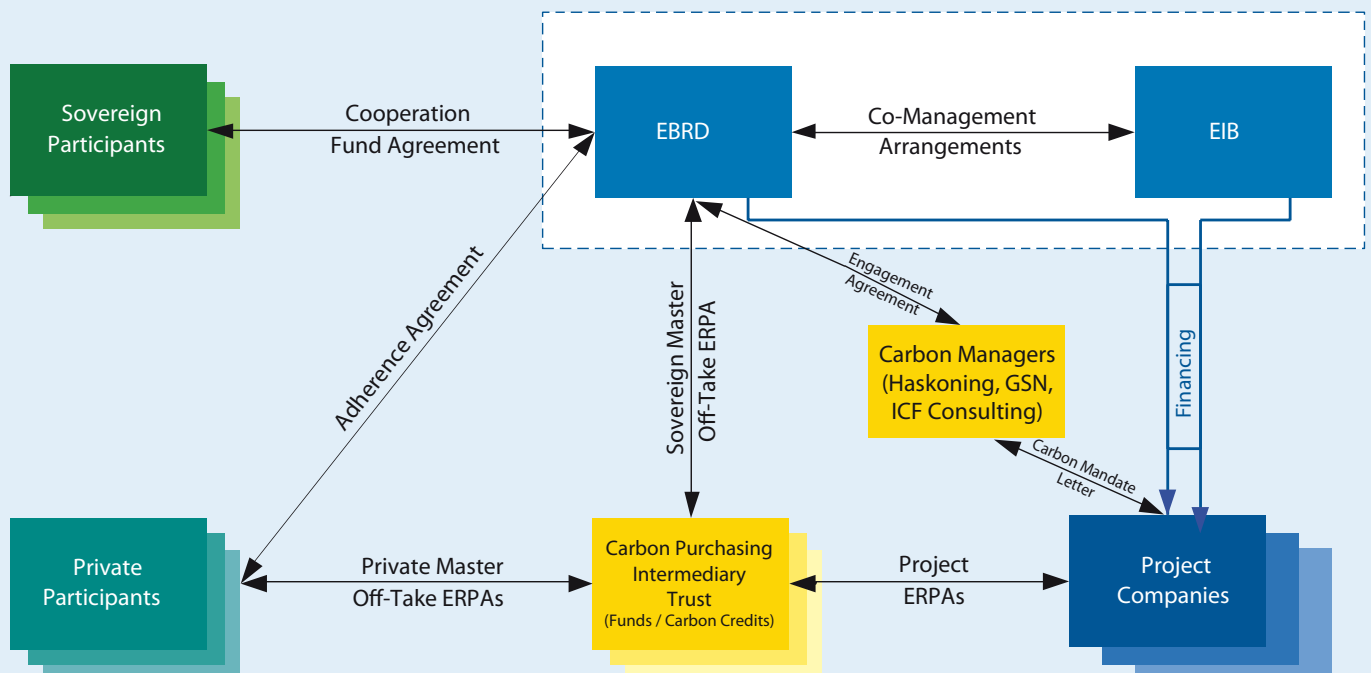 Sovereign
Participants
Cooperation
Fund Agreement
EBRD
Co-Management
Arrangements
EIB
Adherence Agreement
Sovereign Master
Off-Take ERPA
Engagement
Agreement
Carbon Managers
(Haskoning, GSN,
ICF Consulting)
Financing
Carbon Mandate
Letter
Private
Participants
Private Master
Off-Take ERPAs
Carbon Purchasing
Intermediary
Trust
(Funds / Carbon Credits)
Project
ERPAs
Project
Companies